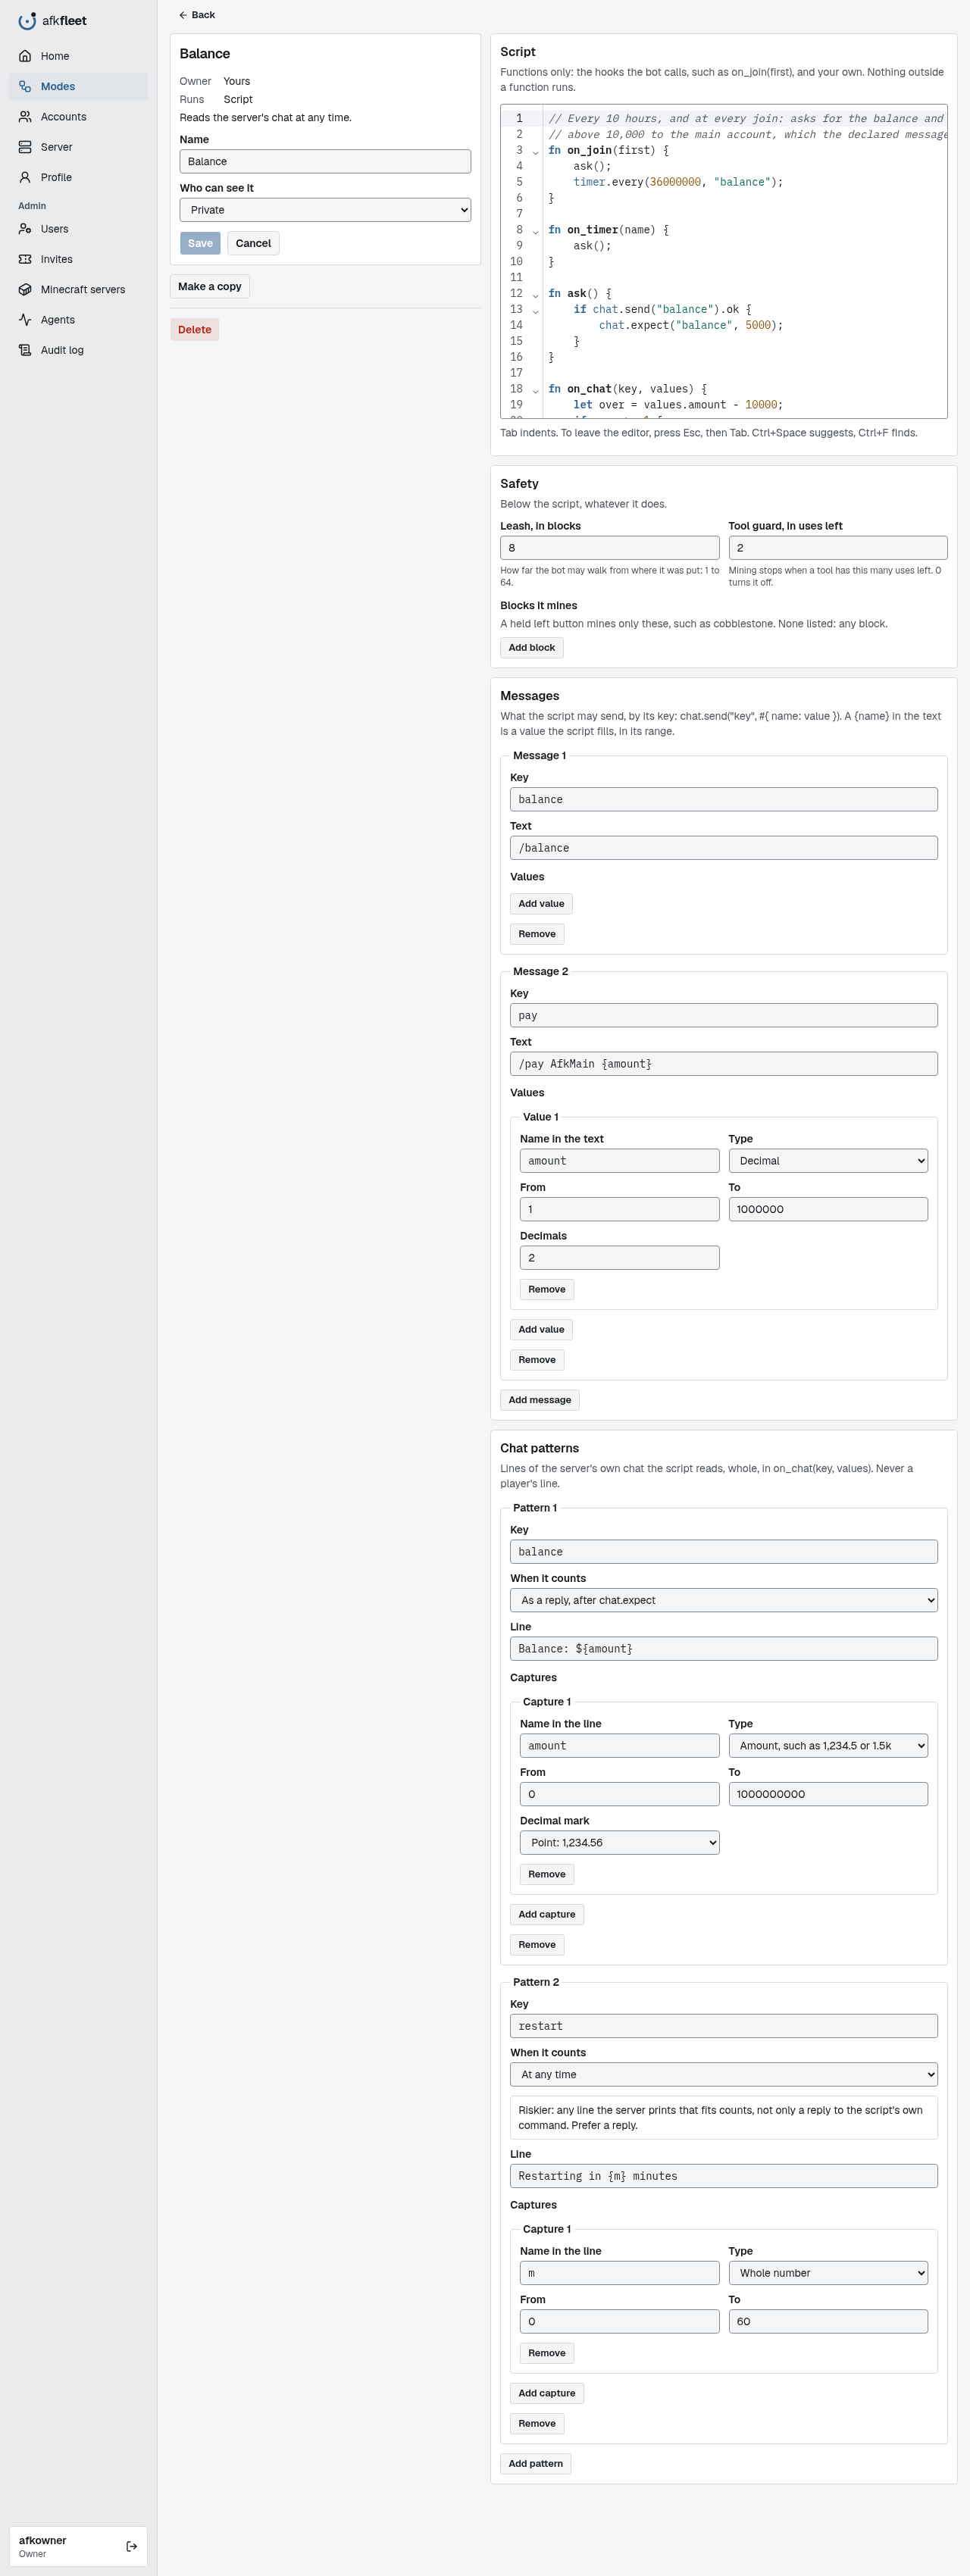 afkfleet
Home
Modes
Accounts
Server
Profile
Admin
Users
Invites
Minecraft servers
Agents
Audit log
afkowner
Owner
Back
Balance
Owner Yours
Runs Script
Reads the server's chat at any time.
Name
Balance
Who can see it
Private
Save Cancel
Make a copy
Delete
Script
Functions only: the hooks the bot calls, such as on_join(first), and your own. Nothing outside
a function runs.
1 // Every 10 hours, and at every join: asks for the balance and
2 // above 10,000 to the main account, which the declared message
3 fn on_join(first) {
4 ask();
5 timer.every(36000000, "balance");
6 }
7
8 fn on_timer(name) {
9 ask();
10 }
11
12 fn ask() {
13 if chat.send("balance").ok {
14 chat.expect("balance", 5000);
15 }
16 }
17
18 fn on_chat(key, values) {
19 let over = values.amount - 10000;
Tab indents. To leave the editor, press Esc, then Tab. Ctrl+Space suggests, Ctrl+F finds.
Safety
Below the script, whatever it does.
Leash, in blocks Tool guard, in uses left
8 2
How far the bot may walk from where it was put: 1 to
64.
Mining stops when a tool has this many uses left. 0
turns it off.
Blocks it mines
A held left button mines only these, such as cobblestone. None listed: any block.
Add block
Messages
What the script may send, by its key: chat.send("key", #{ name: value }). A {name} in the text
is a value the script fills, in its range.
Message 1
Key
balance
Text
/balance
Values
Add value
Remove
Message 2
Key
pay
Text
/pay AfkMain {amount}
Values
Value 1
Name in the text Type
amount Decimal
From To
1 1000000
Decimals
2
Remove
Add value
Remove
Add message
Chat patterns
Lines of the server's own chat the script reads, whole, in on_chat(key, values). Never a
player's line.
Pattern 1
Key
balance
When it counts
As a reply, after chat.expect
Line
Balance: ${amount}
Captures
Capture 1
Name in the line Type
amount Amount, such as 1,234.5 or 1.5k
From To
0 1000000000
Decimal mark
Point: 1,234.56
Remove
Add capture
Remove
Pattern 2
Key
restart
When it counts
At any time
Riskier: any line the server prints that fits counts, not only a reply to the script's own
command. Prefer a reply.
Line
Restarting in {m} minutes
Captures
Capture 1
Name in the line Type
m Whole number
From To
0 60
Remove
Add capture
Remove
Add pattern